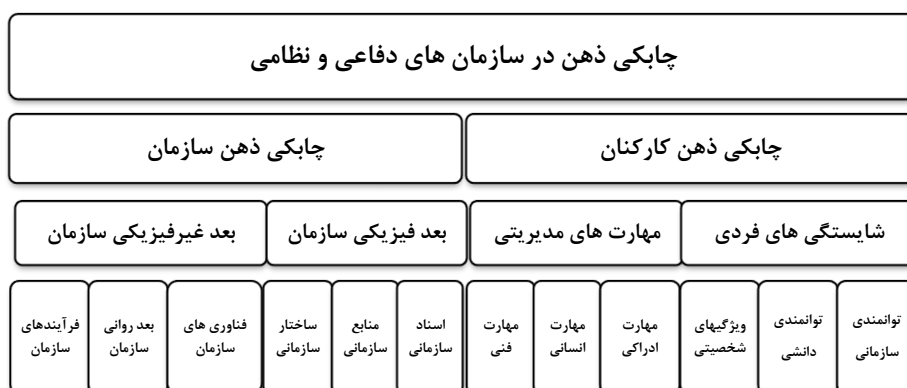 چابکی ذهن در سازمان های دفاعی و نظامی
چابکی ذهن کارکنان
چابکی ذهن سازمان
شایستگی های فردی
مهارت های مدیریتی
بعد فیزیکی سازمان
بعد غیرفیزیکی سازمان
توانمندی
سازمانی
توانمندی
دانشی
ویژگیهای
شخصیتی
مهارت
ادراکی
مهارت
انسانی
مهارت
فنی
اسناد
سازمانی
منابع
سازمانی
ساختار
سازمانی
فناوری های
سازمان
بعد روانی
سازمان
فرآیندهای
سازمان